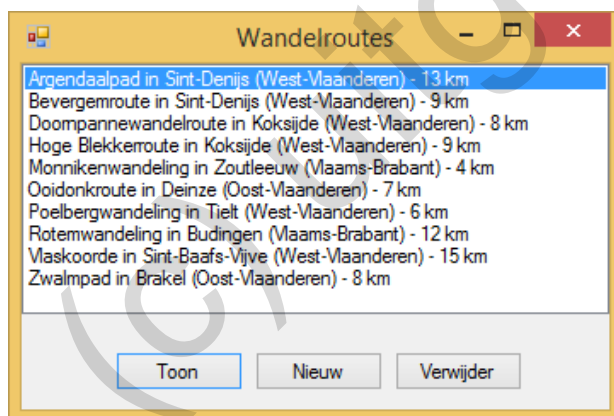 Wandelroutes
Argendaalpad in Sint-Denijs (West-Vlaanderen) - 13 km
Bevergemroute in Sint-Denijs (West-Vlaanderen) - 9 km
Doornpannewandelroute in Koksijde (West-Vlaanderen) - 8 km
Hoge Blekkerroute in Koksijde (West-Vlaanderen) - 9 km
Monnikenwandeling in Zoutleeuw (Vlaams-Brabant) - 4 km
Ooidonkroute in Deinze (Oost-Vlaanderen) - 7 km
Poelbergwandeling in Tielt (West-Vlaanderen) - 6 km
Rotemwandeling in Budingen (Vlaams-Brabant) - 12 km
Vlaskoorde in Sint-Baafs-Vijve (West-Vlaanderen) - 15 km
Zwalmpad in Brakel (Oost-Vlaanderen) - 8 km
Toon Nieuw Verwijder
(c) uitg